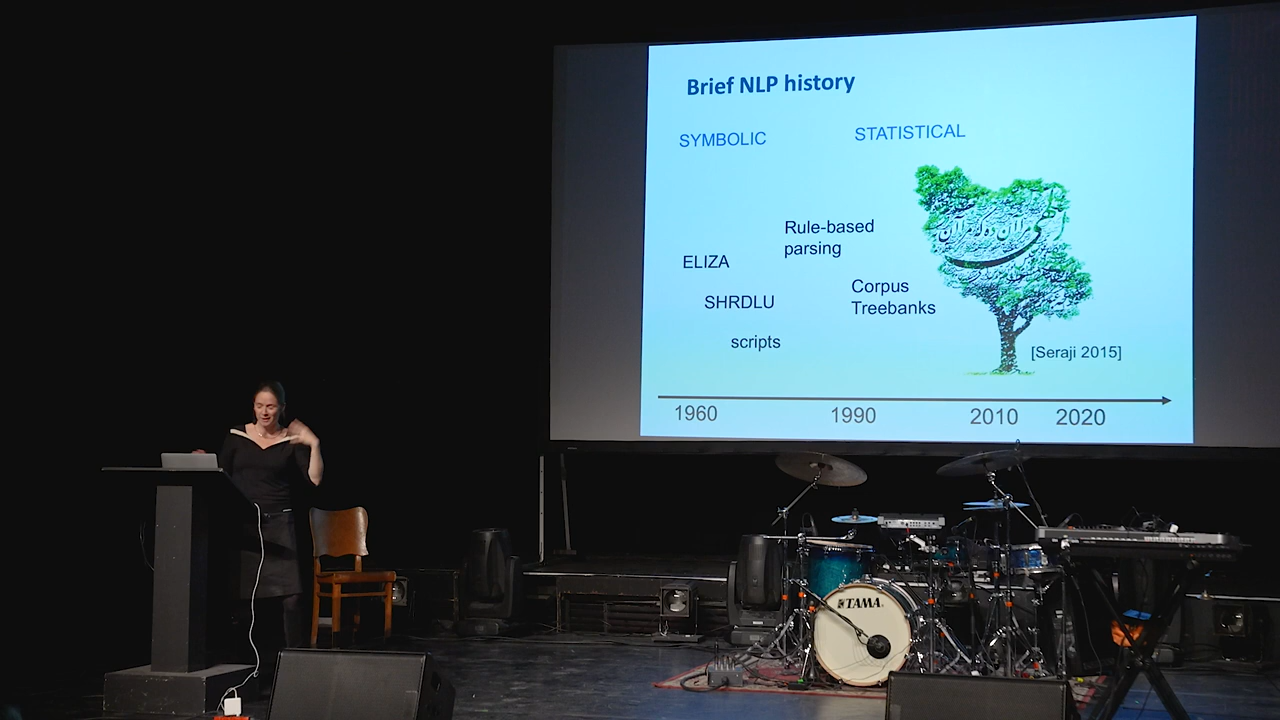 Brief NLP history
SYMBOLIC
STATISTICAL
Rule-based
parsing
ELIZA
SHRDLU
scripts
Corpus
Treebanks
[Seraji 2015]
1960
1990
2010
2020
TAMA